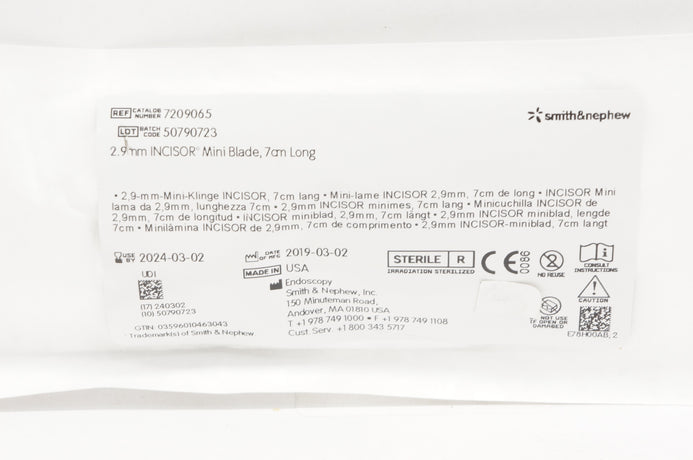 REF CATALOG NUMBER 7209065
smith&nephew
LOT BATCH CODE 50790723
2.9mm INCISOR® Mini Blade, 7cm Long
• 2,9-mm-Mini-Klinge INCISOR, 7cm lang • Mini-lame INCISOR 2,9mm, 7cm de long • INCISOR Mini
lama da 2,9mm, lunghezza 7cm • 2,9mm INCISOR minimes, 7cm lang • Minicuchilla INCISOR de
2,9mm, 7cm de longitud • INCISOR miniblad, 2,9mm, 7cm långt • 2,9mm INCISOR miniblad, lengde
7cm • Minilâmina INCISOR de 2,9mm, 7cm de comprimento • 2,9mm INCISOR-miniblad, 7cm langt
USE BY 2024-03-02
DATE OF MFG 2019-03-02
MADE IN USA
STERILE R
IRRADIATION STERILIZED
CE 0086
NO REUSE
CONSULT INSTRUCTIONS
UDI
(17) 240302
(10) 50790723
GTIN: 03596010463043
Trademark(s) of Smith & Nephew
Endoscopy
Smith & Nephew, Inc.
150 Minuteman Road,
Andover, MA 01810 USA
T +1 978 749 1000 • F +1 978 749 1108
Cust. Serv. +1 800 343 5717
CAUTION
DO NOT USE
IF OPEN OR
DAMAGED
E78H00AB, 2